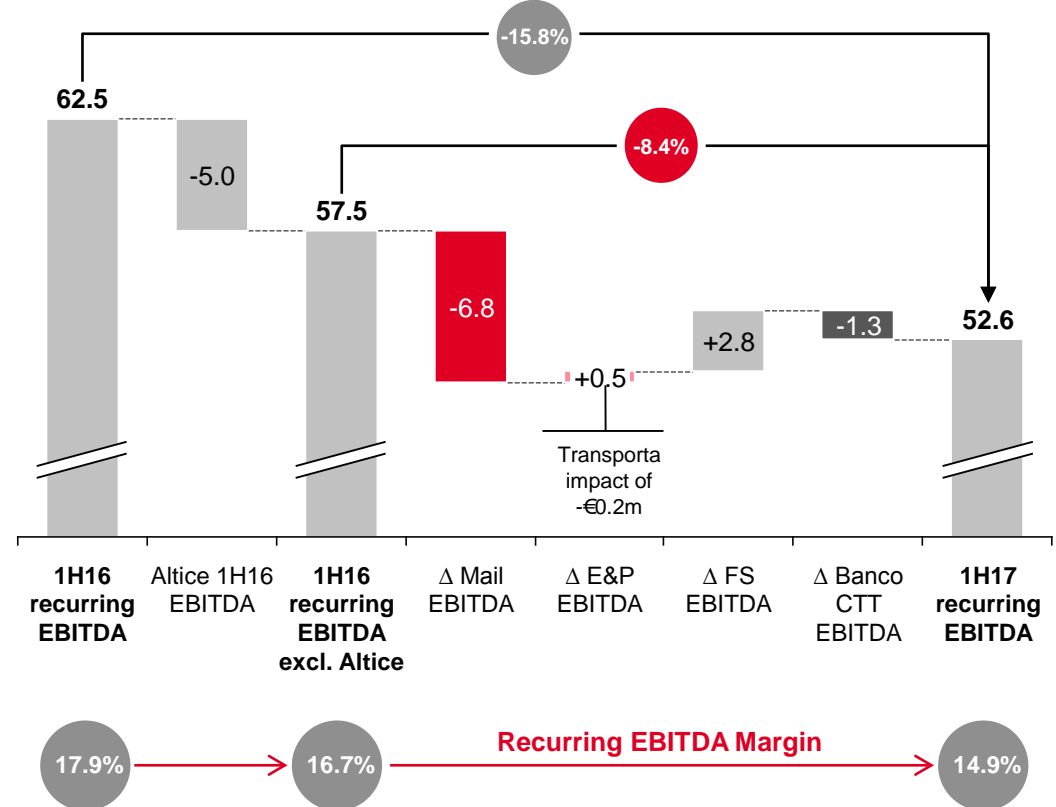 -15.8%
62.5
-8.4%
-5.0
57.5
-6.8
+2.8
-1.3
52.6
+0.5
Transporta
impact of
-€0.2m
1H16
recurring
EBITDA
Altice 1H16
EBITDA
1H16
recurring
EBITDA
excl. Altice
Δ Mail
EBITDA
Δ E&P
EBITDA
Δ FS
EBITDA
Δ Banco
CTT
EBITDA
1H17
recurring
EBITDA
Recurring EBITDA Margin
17.9%
16.7%
14.9%